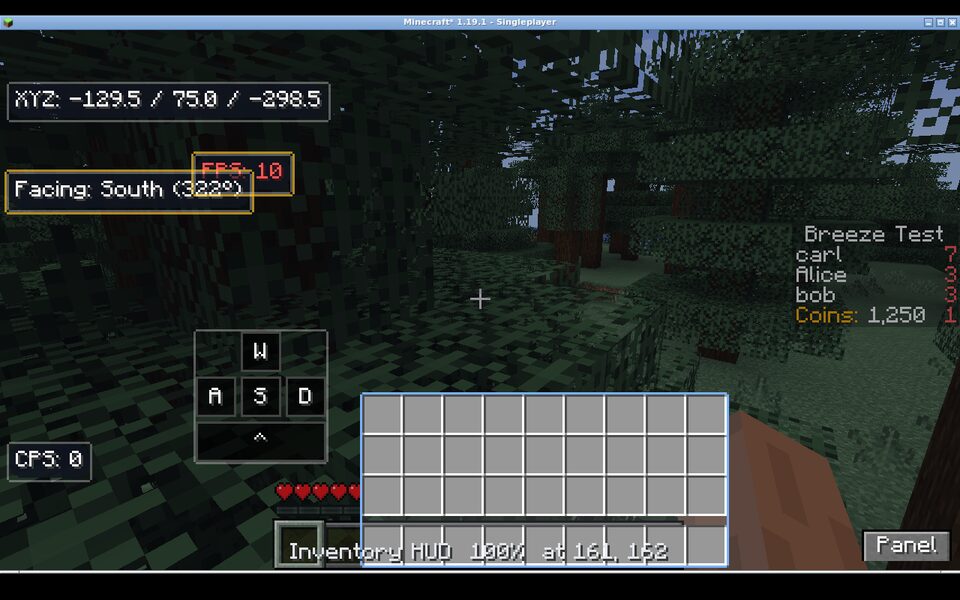 Minecraft* 1.19.1 - Singleplayer
XYZ: -129.5 / 75.0 / -298.5
FPS: 10
Facing: South (322º)
Breeze Test
carl 7
Alice 3
bob 3
Coins: 1,250 1
W
A S D
^
CPS: 0
Inventory HUD 100% at 161, 162
Panel